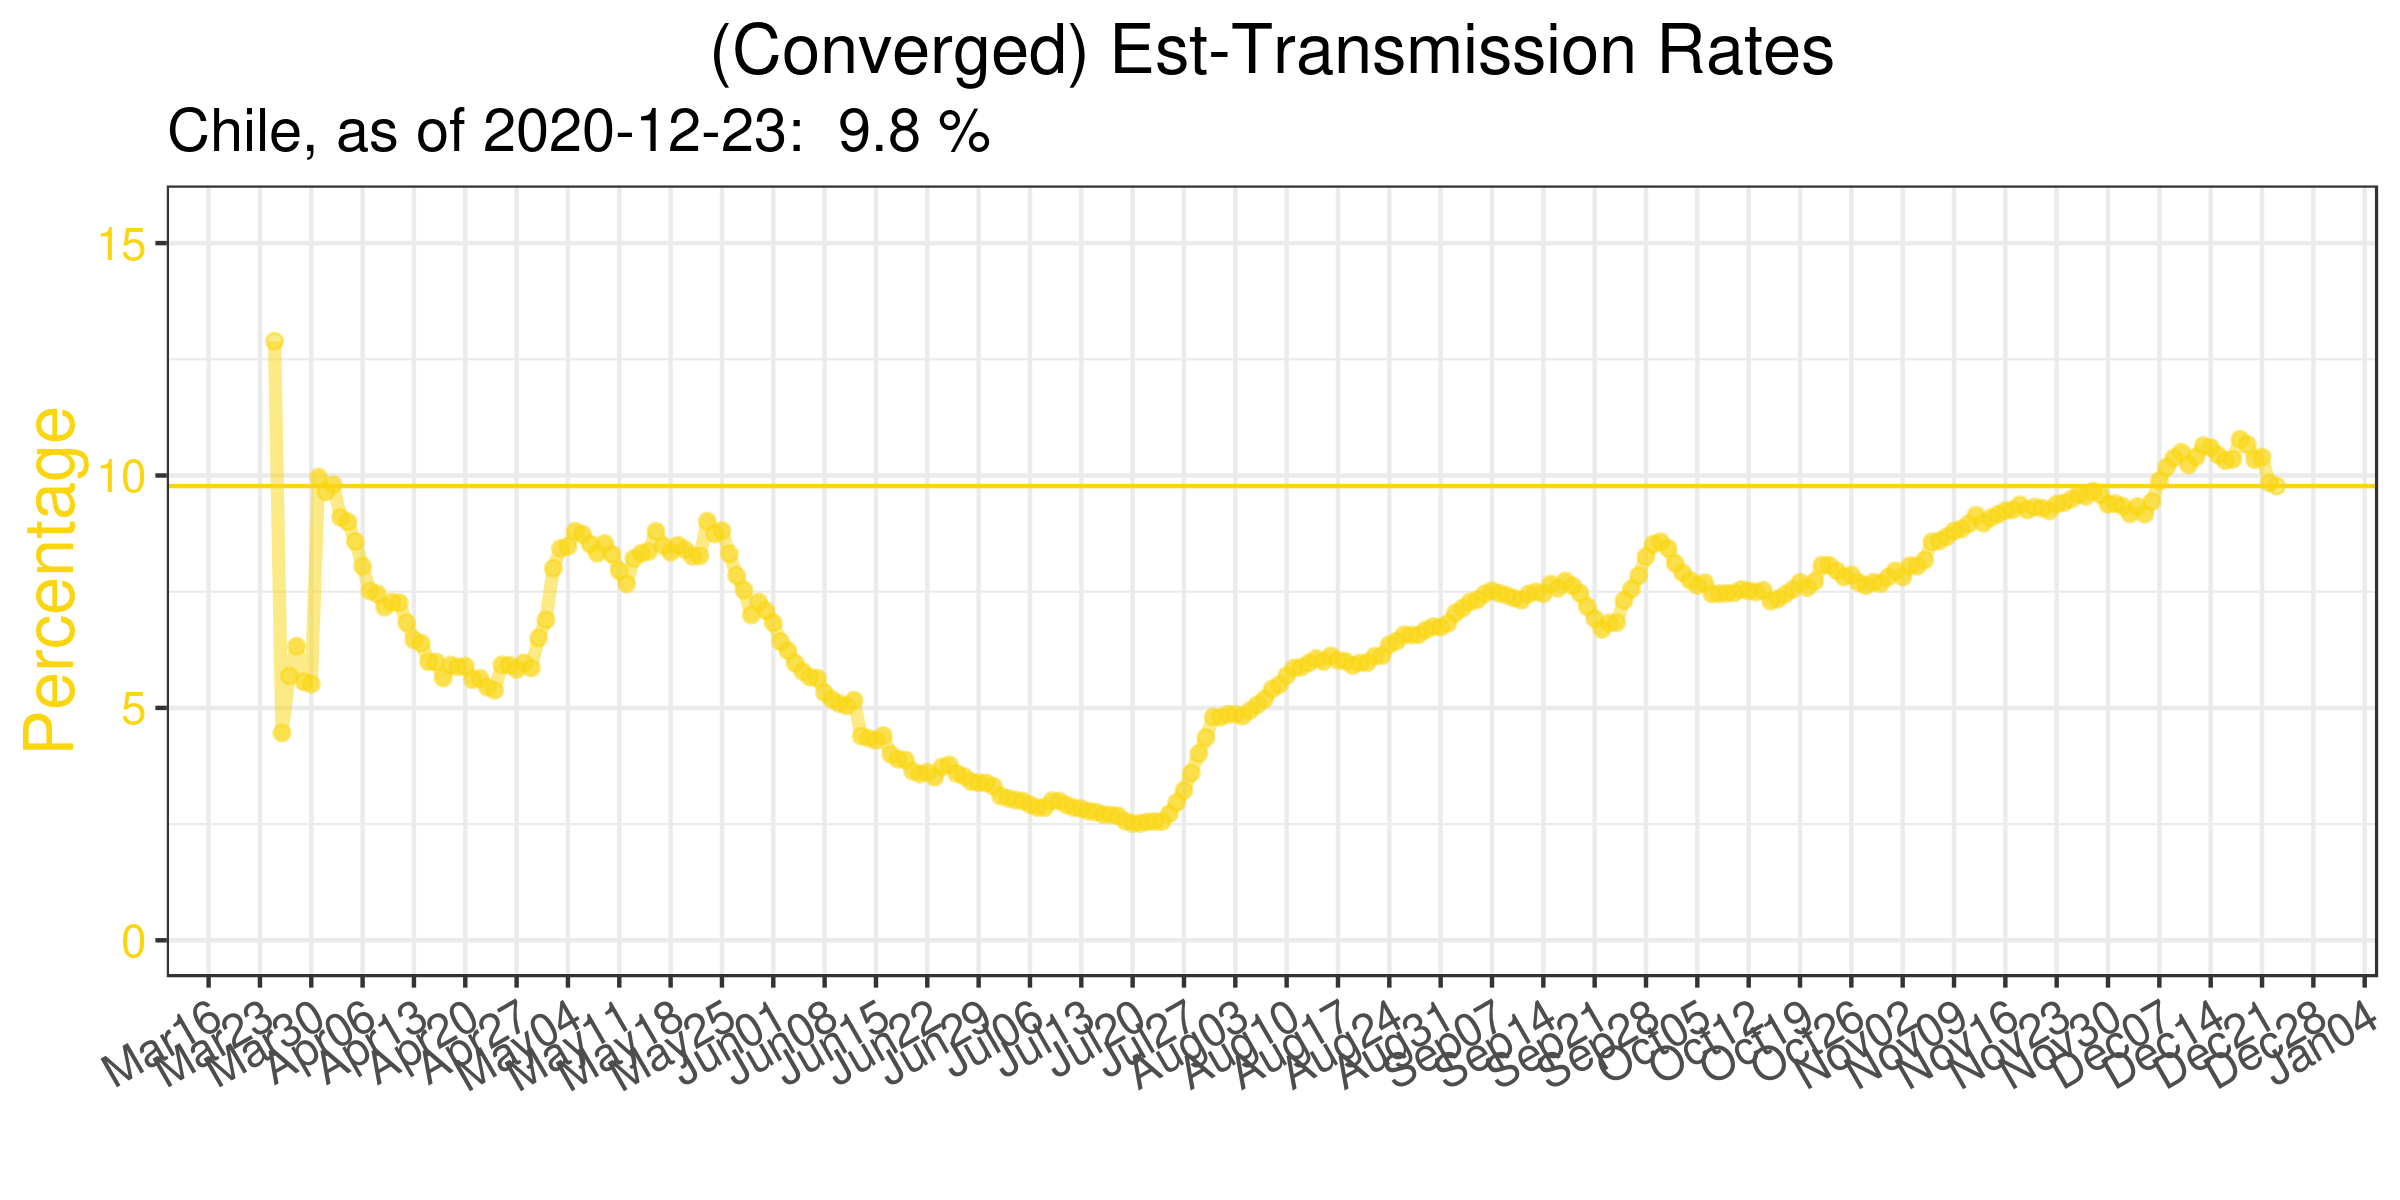 (Converged) Est-Transmission Rates
Chile, as of 2020-12-23:  9.8 %
Percentage
15
10
5
0
Mar16
Mar23
Mar30
Apr06
Apr13
Apr20
Apr27
May04
May11
May18
May25
Jun01
Jun08
Jun15
Jun22
Jun29
Jul06
Jul13
Jul20
Jul27
Aug03
Aug10
Aug17
Aug24
Aug31
Sep07
Sep14
Sep21
Sep28
Oct05
Oct12
Oct19
Oct26
Nov02
Nov09
Nov16
Nov23
Nov30
Dec07
Dec14
Dec21
Dec28
Jan04